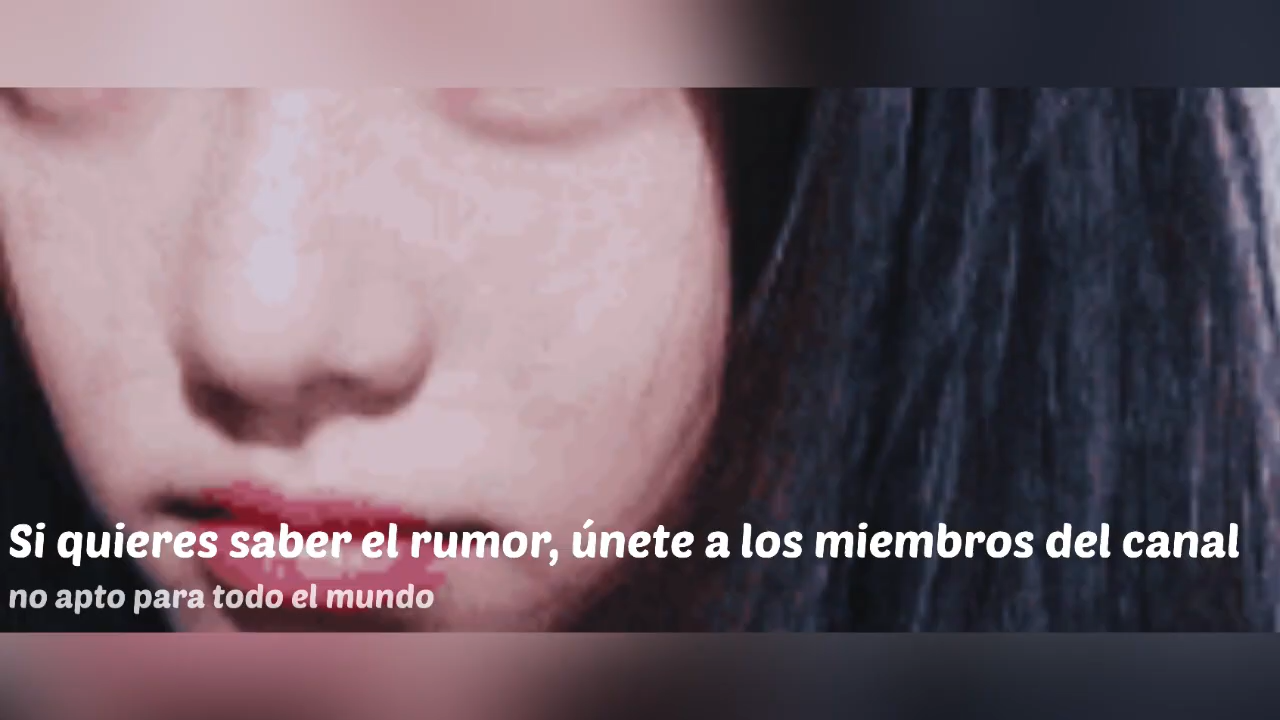 Si quieres saber el rumor, únete a los miembros del canal
no apto para todo el mundo